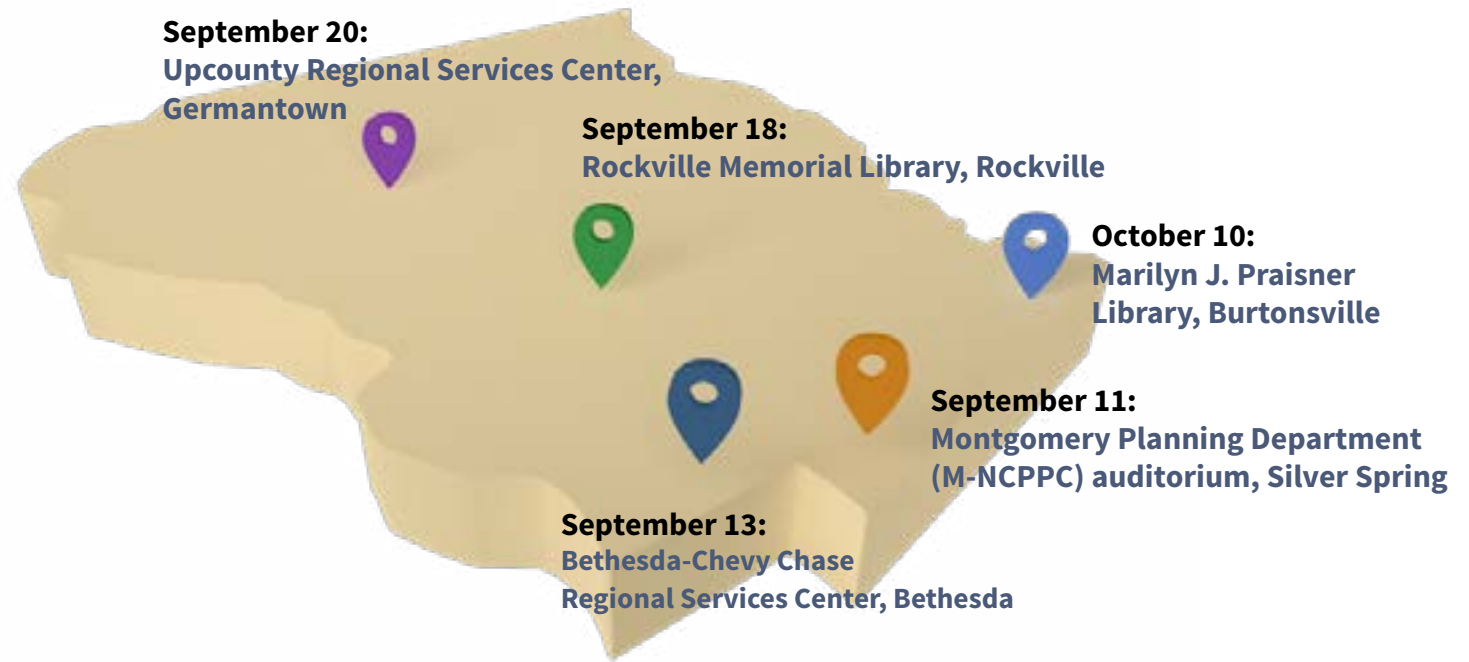 September 20:
Upcounty Regional Services Center,
Germantown
September 18:
Rockville Memorial Library, Rockville
October 10:
Marilyn J. Praisner
Library, Burtonsville
September 11:
Montgomery Planning Department
(M-NCPPC) auditorium, Silver Spring
September 13:
Bethesda-Chevy Chase
Regional Services Center, Bethesda